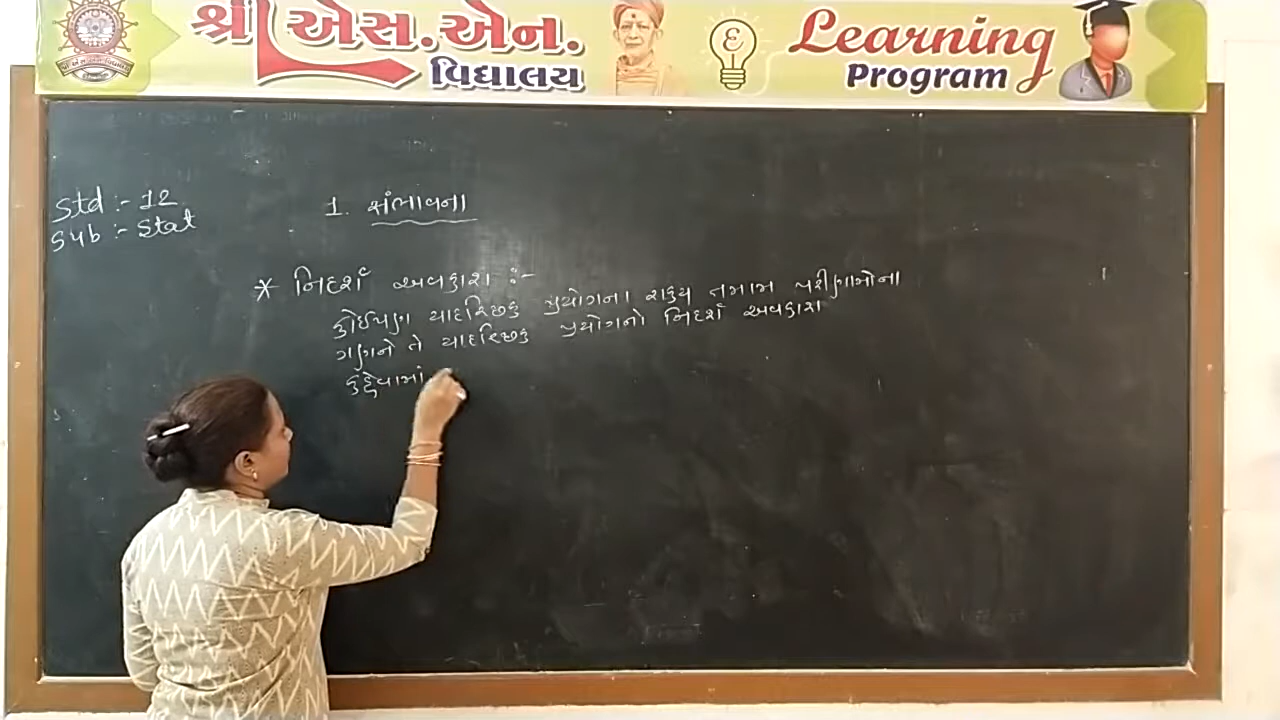 શ્રી એસ.એન.
વિદ્યાલય
Learning
Program
Std :- 12
Sub :- Stat
1. સંભાવના
* નિદર્શ અવકાશ :-
કોઈપણ યાદચ્છિક પ્રયોગના શક્ય તમામ પરીણામોના
ગણને તે યાદચ્છિક પ્રયોગનો નિદર્શ અવકાશ
કહેવામાં